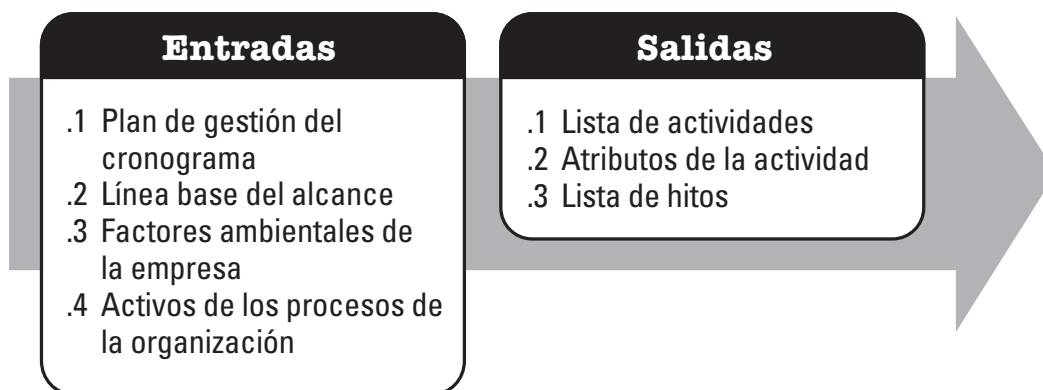 Entradas
.1 Plan de gestión del
cronograma
.2 Línea base del alcance
.3 Factores ambientales de
la empresa
.4 Activos de los procesos de
la organización
Salidas
.1 Lista de actividades
.2 Atributos de la actividad
.3 Lista de hitos